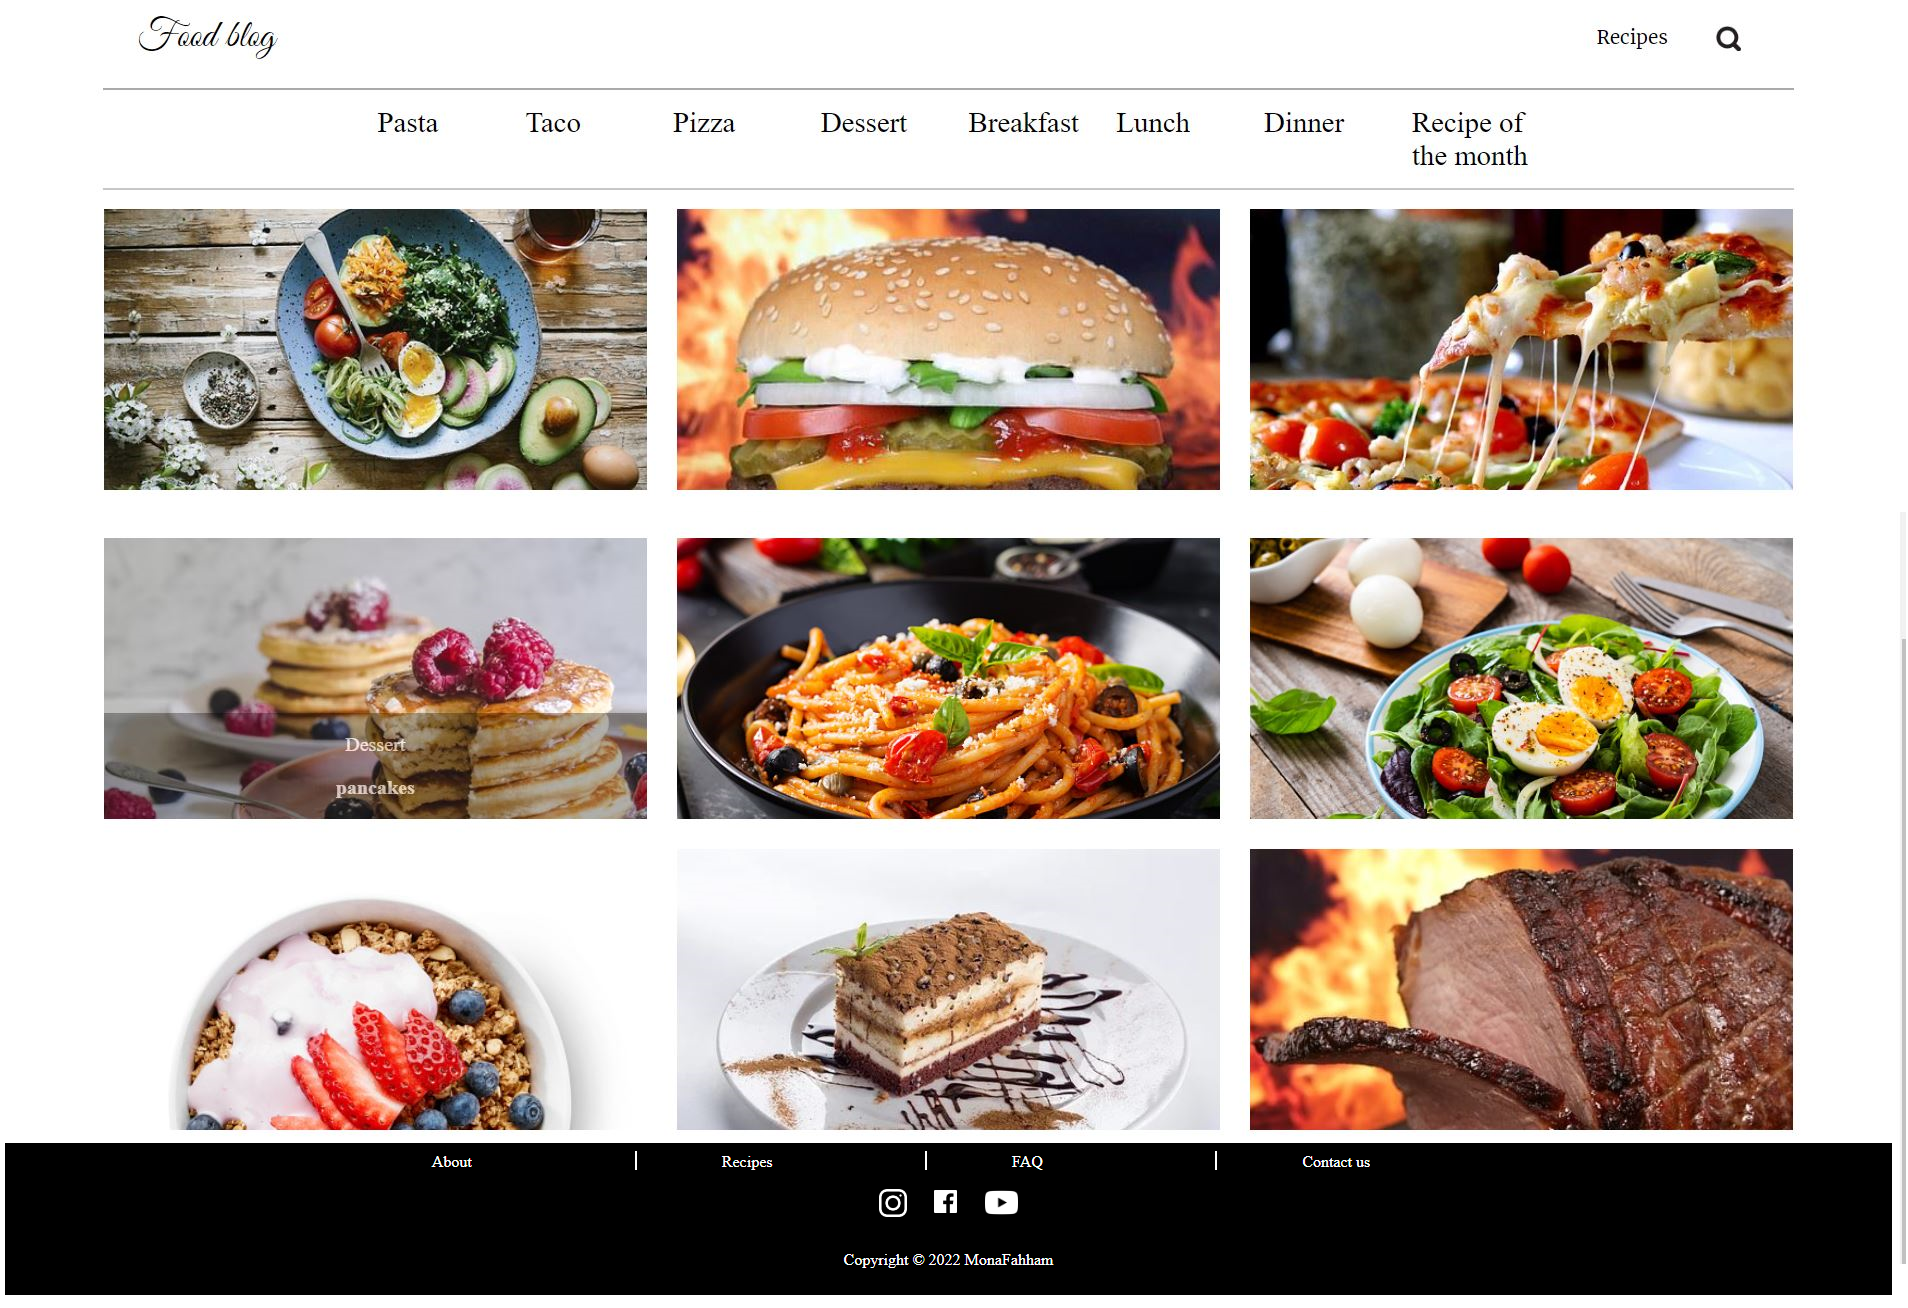 Food blog
Recipes
Pasta
Taco
Pizza
Dessert
Breakfast
Lunch
Dinner
Recipe of
the month
Dessert
pancakes
About
Recipes
FAQ
Contact us
Copyright © 2022 MonaFahham